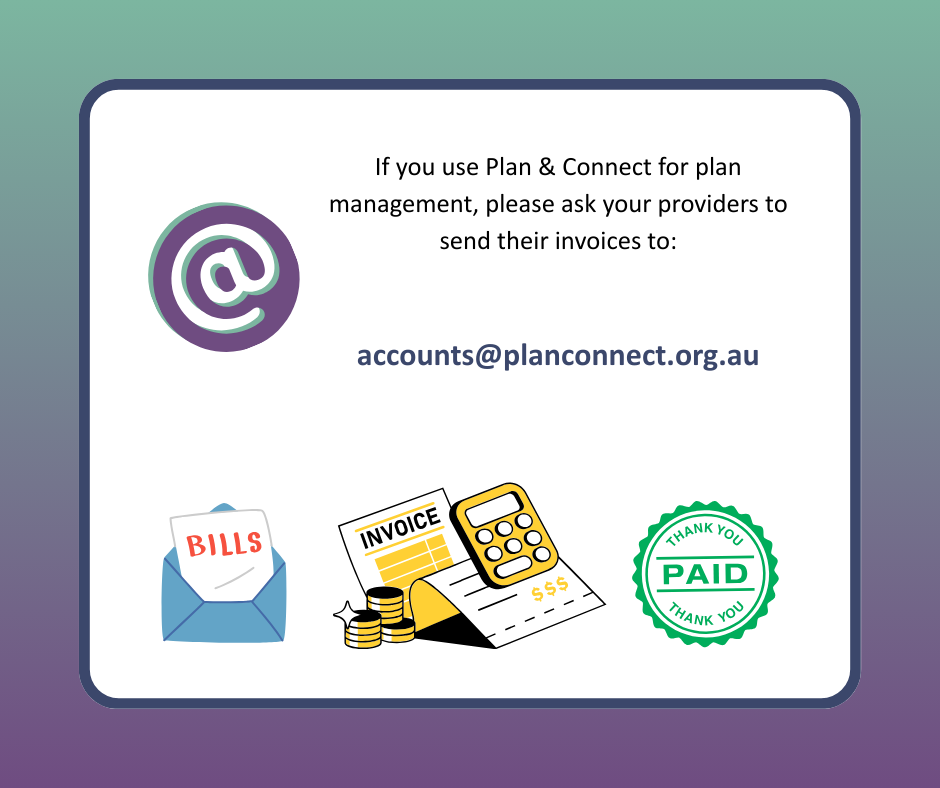 If you use Plan & Connect for plan
management, please ask your providers to
send their invoices to:
@
accounts@planconnect.org.au
BILLS
INVOICE
$$$
THANK YOU
PAID
THANK YOU